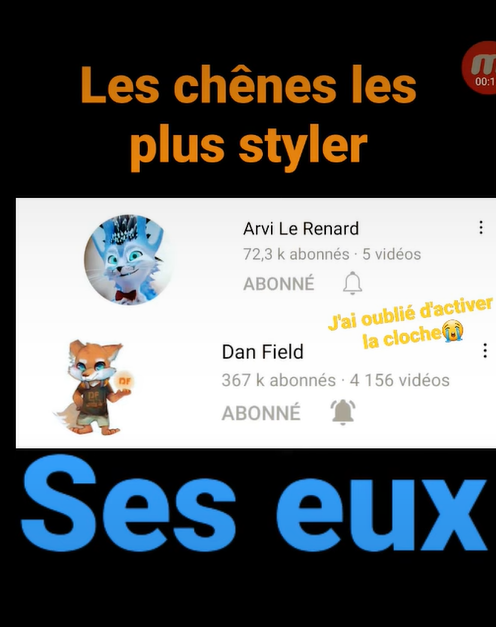 Les chênes les
plus styler
00:1
Arvi Le Renard
72,3 k abonnés · 5 vidéos
ABONNÉ
J'ai oublié d'activer
la cloche😭
Dan Field
DF
367 k abonnés · 4 156 vidéos
ABONNÉ
Ses eux